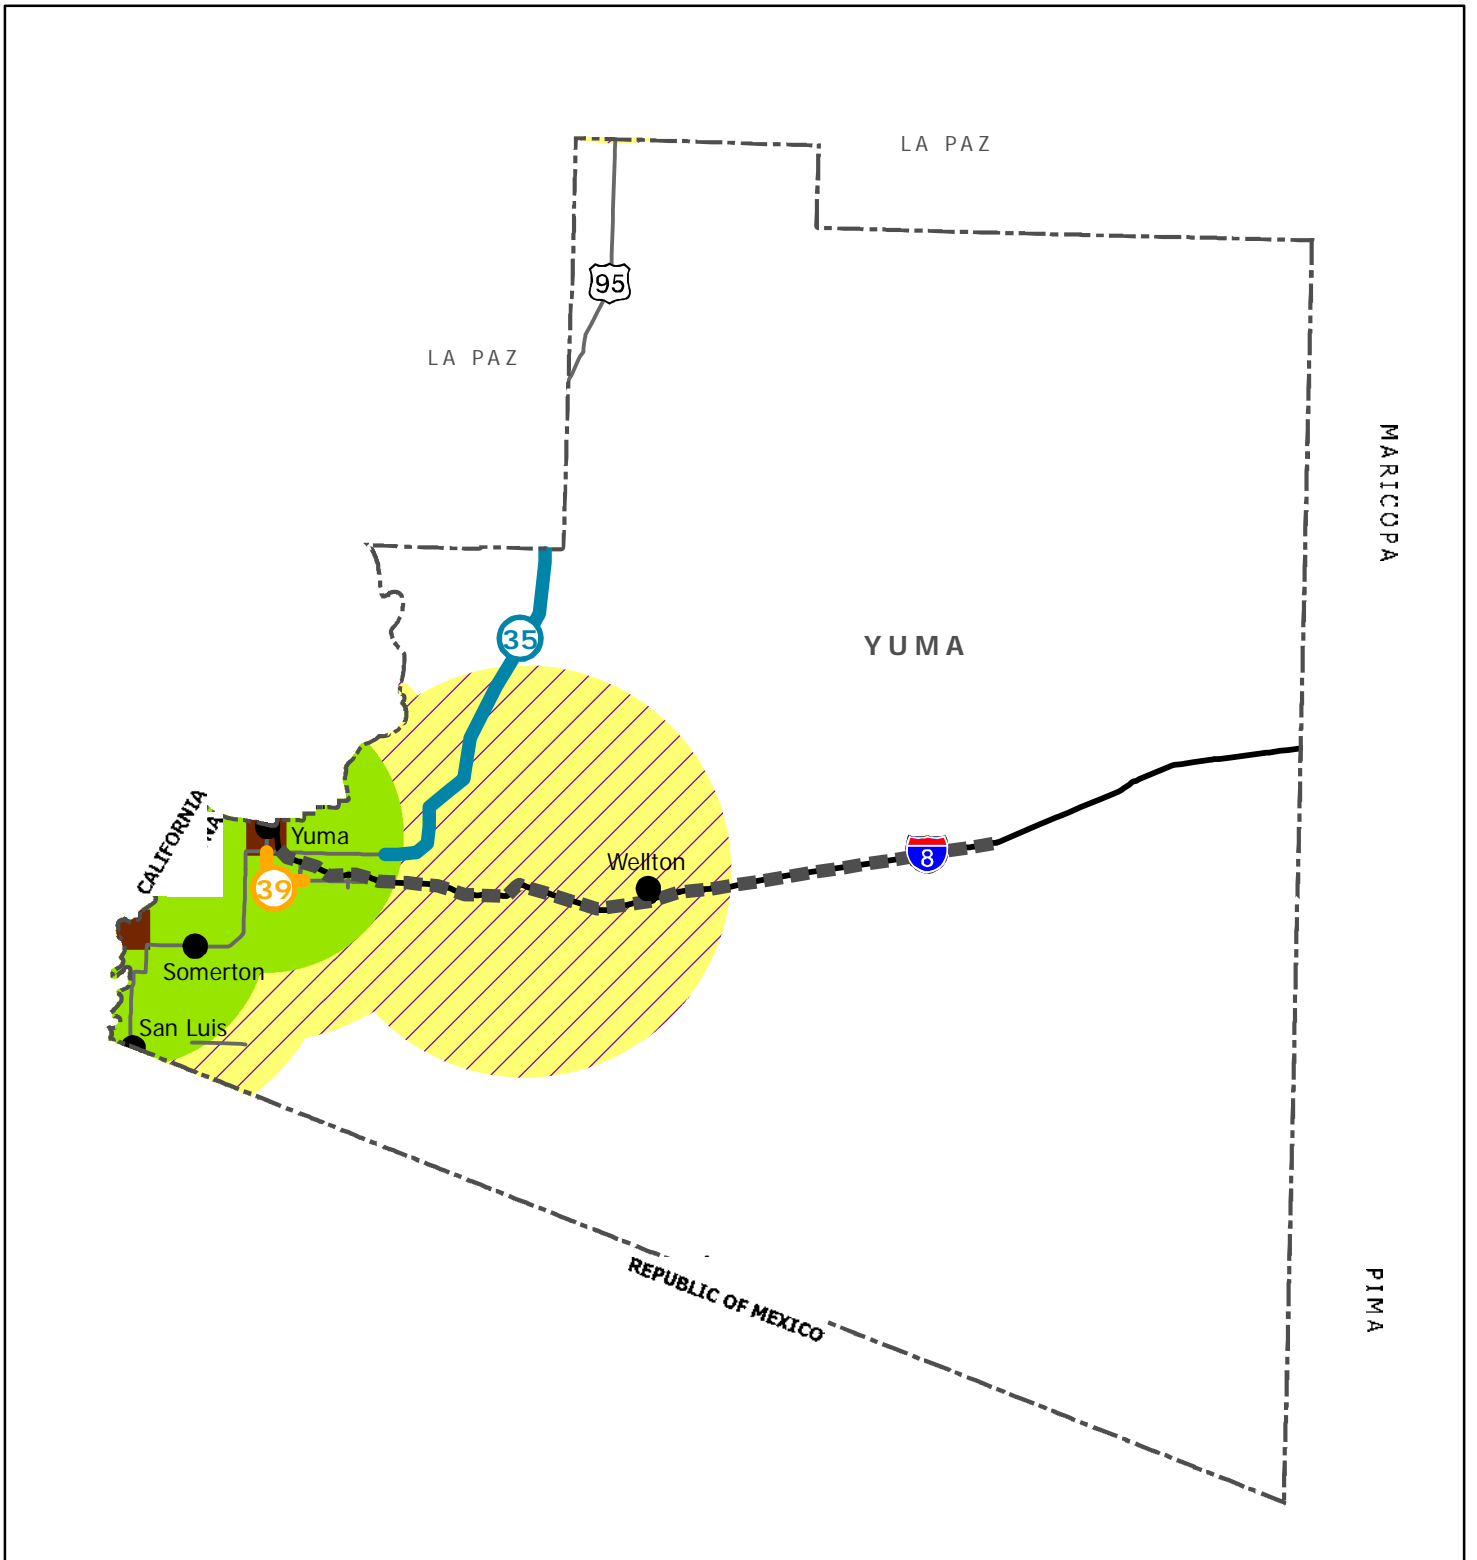 LA PAZ
95
LA PAZ
MARICOPA
35
YUMA
CALIFORNIA
NA
Yuma
Wellton
8
39
Somerton
San Luis
REPUBLIC OF MEXICO
PIMA